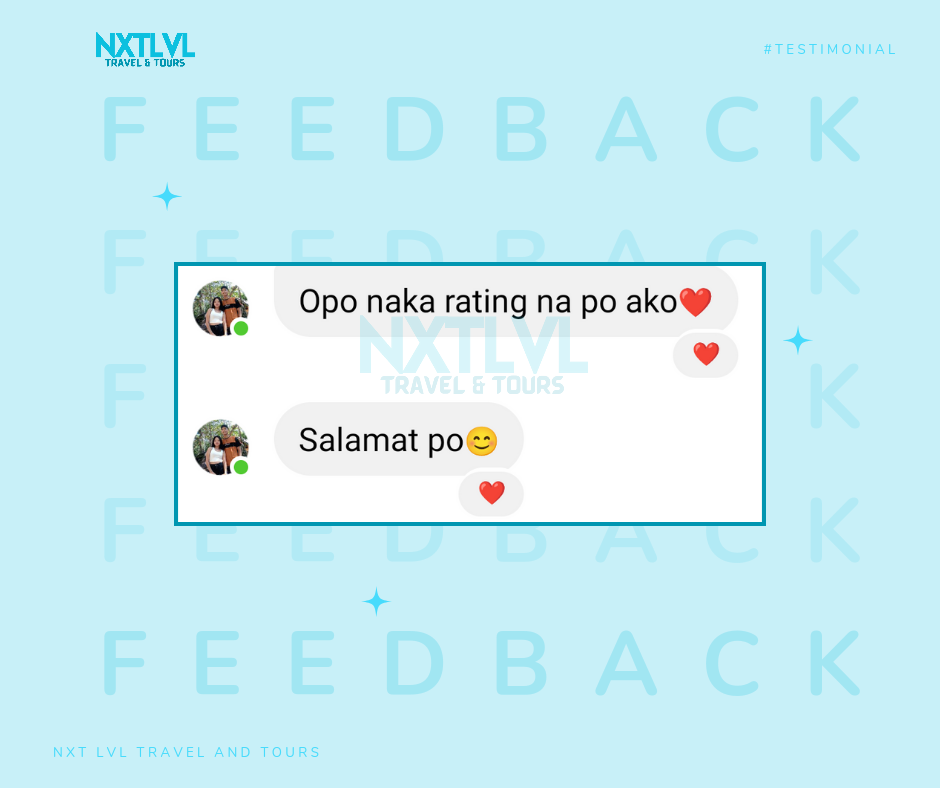 NXTLVL
TRAVEL & TOURS
#TESTIMONIAL
FEEDBACK
FEEDBACK
Opo naka rating na po ako❤️
❤️
NXTLVL
TRAVEL & TOURS
F K
Salamat po😊
❤️
FEEDBACK
FEEDBACK
NXT LVL TRAVEL AND TOURS